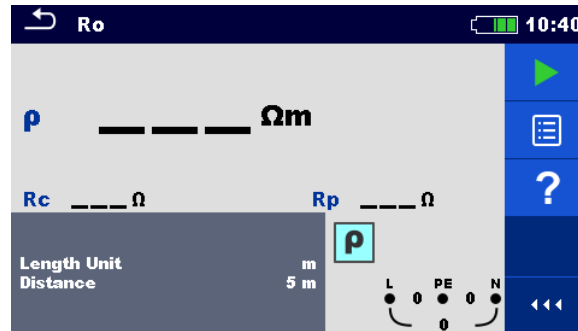 Ro 10:40
ρ ___ Ωm
Rc ___ Ω Rp ___ Ω
ρ
Length Unit m
Distance 5 m
L PE N
0 0
0
?